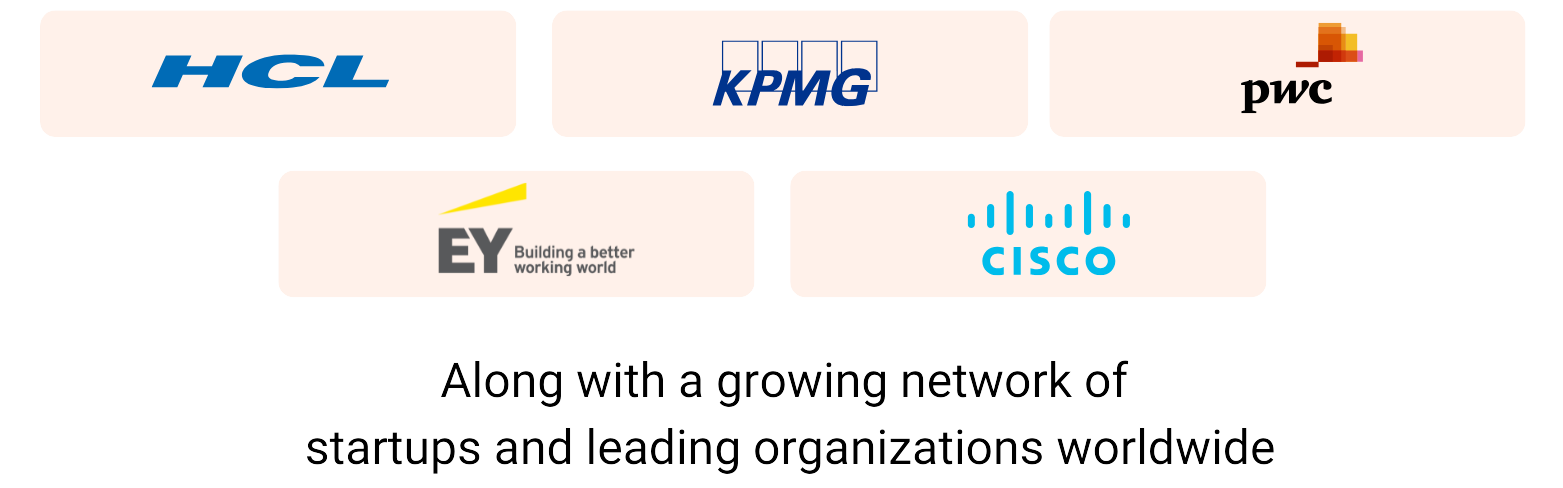 HCL
KPMG
pwc
EY
Building a better
working world
CISCO
Along with a growing network of
startups and leading organizations worldwide